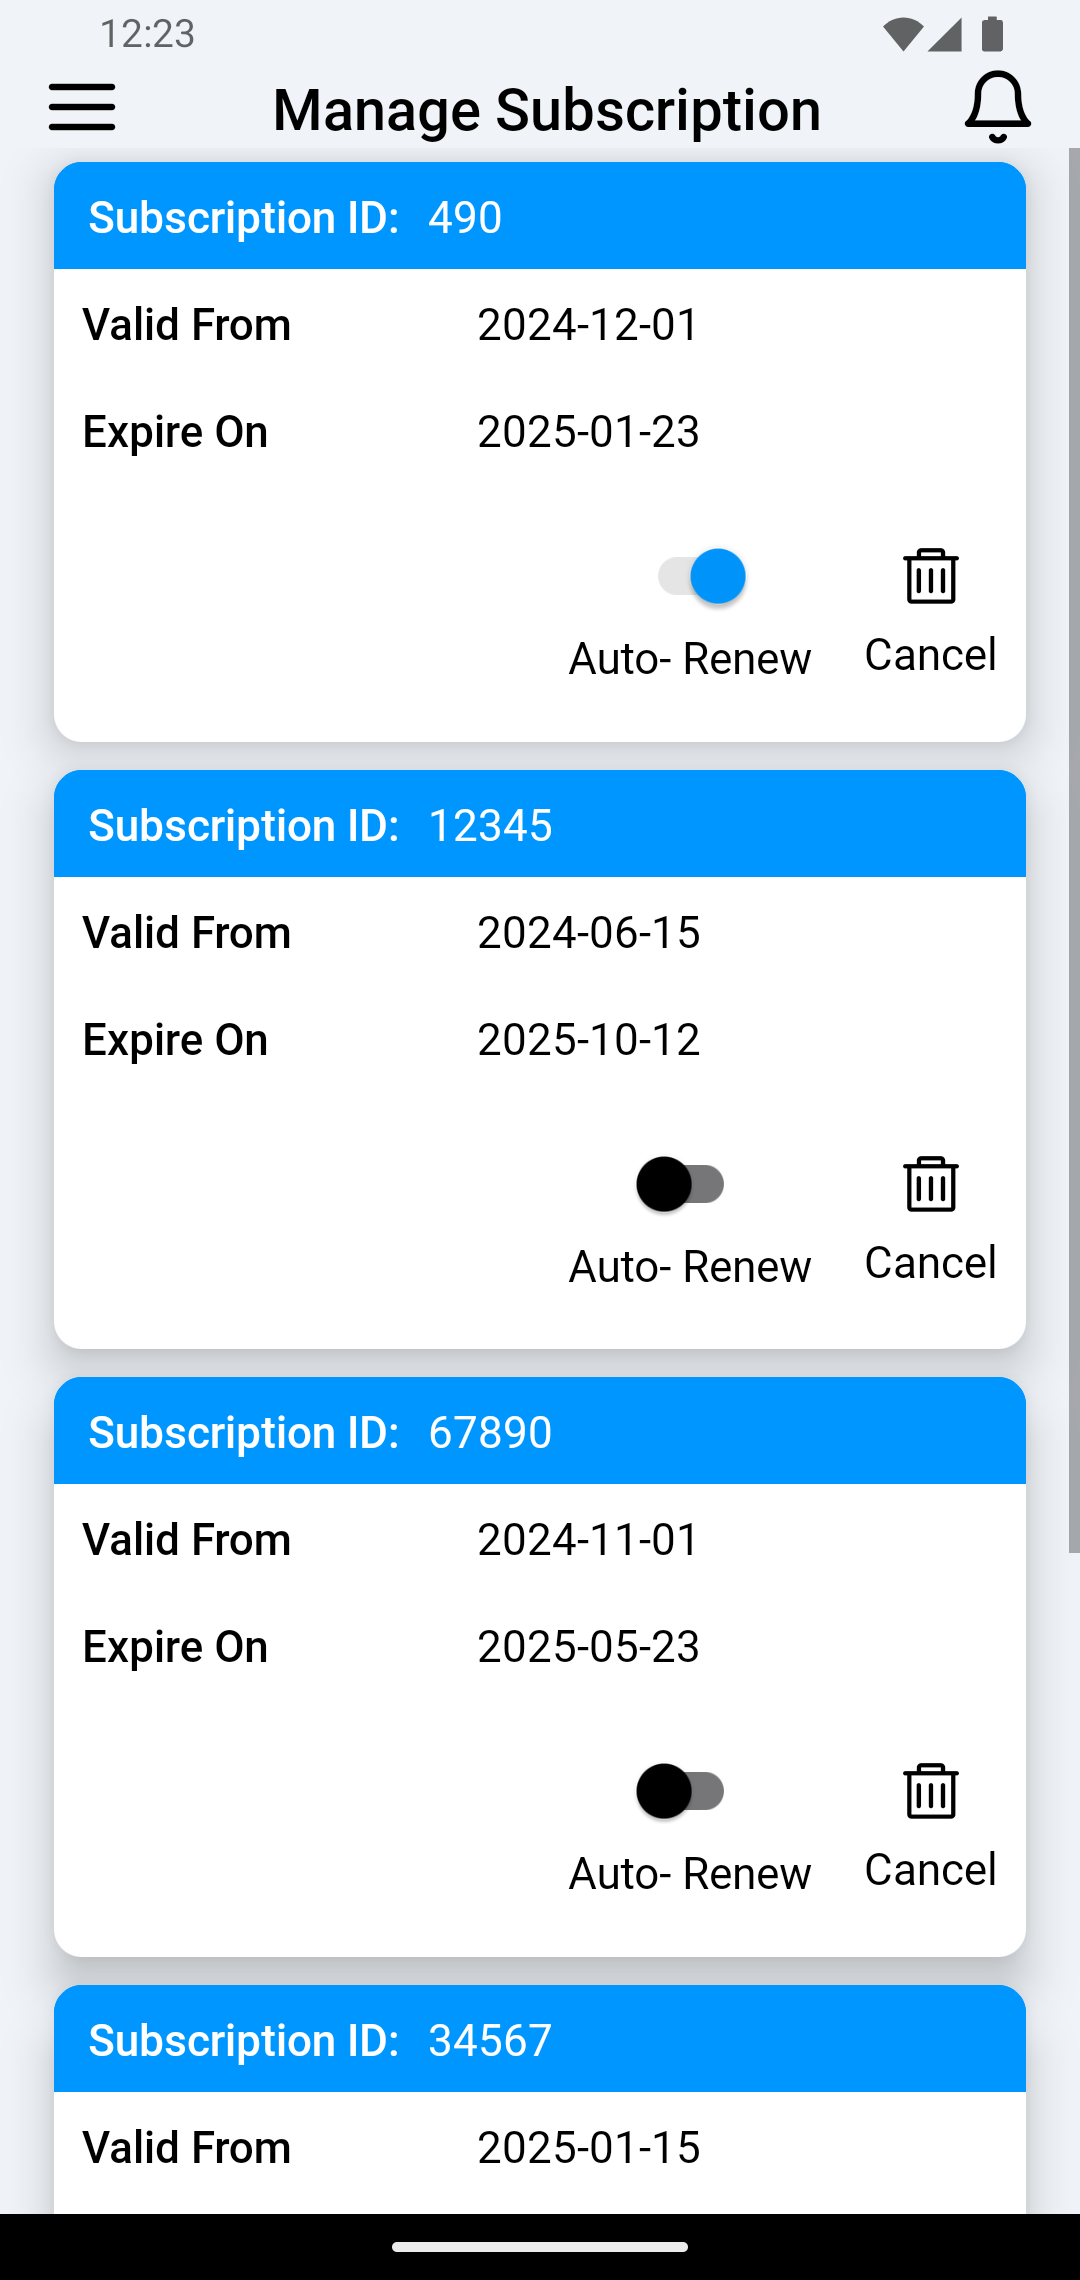 12:23
Manage Subscription
Subscription ID: 490
Valid From 2024-12-01
Expire On 2025-01-23
Auto- Renew Cancel
Subscription ID: 12345
Valid From 2024-06-15
Expire On 2025-10-12
Auto- Renew Cancel
Subscription ID: 67890
Valid From 2024-11-01
Expire On 2025-05-23
Auto- Renew Cancel
Subscription ID: 34567
Valid From 2025-01-15